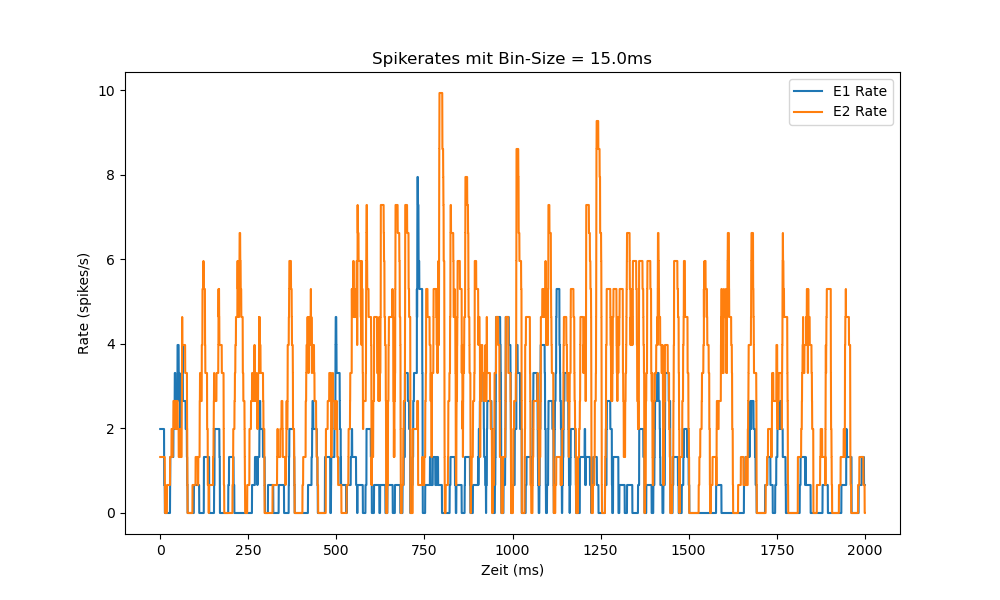 Spikerates mit Bin-Size = 15.0ms
E1 Rate
E2 Rate
Rate (spikes/s)
10
8
6
4
2
0
0 250 500 750 1000 1250 1500 1750 2000
Zeit (ms)